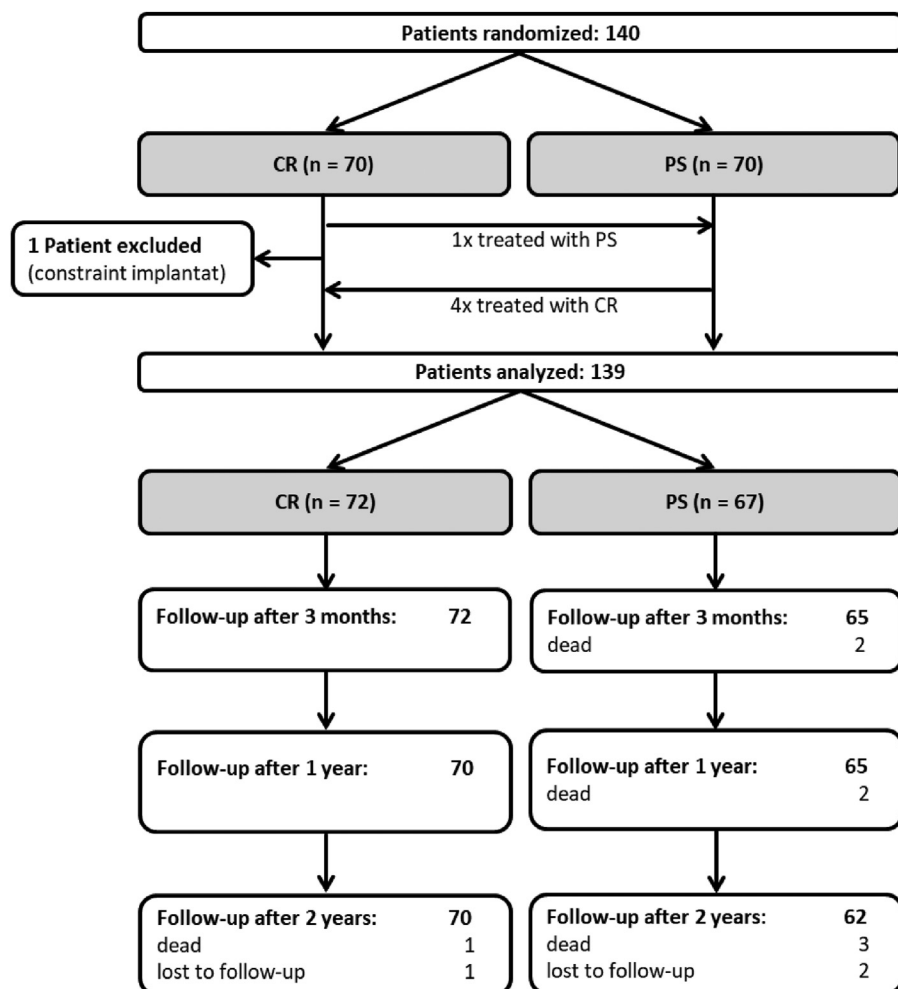 Patients randomized: 140
CR (n = 70)
PS (n = 70)
1x treated with PS
1 Patient excluded
(constraint implantat)
4x treated with CR
Patients analyzed: 139
CR (n = 72)
PS (n = 67)
Follow-up after 3 months: 72
Follow-up after 3 months: 65
dead 2
Follow-up after 1 year: 70
Follow-up after 1 year: 65
dead 2
Follow-up after 2 years: 70
dead 1
lost to follow-up 1
Follow-up after 2 years: 62
dead 3
lost to follow-up 2